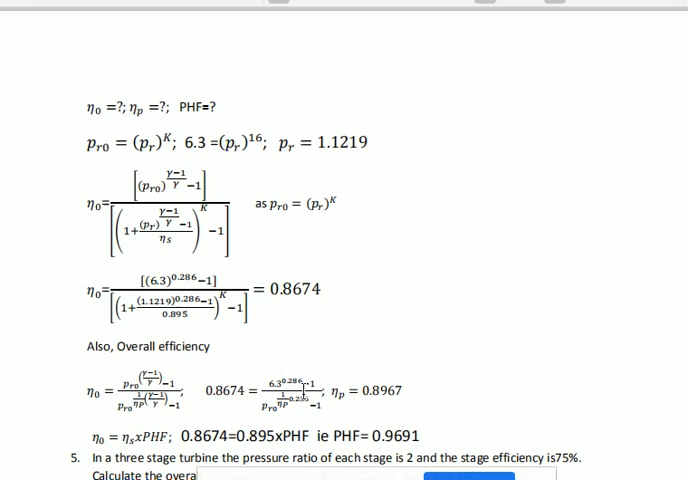 η₀ =?; ηₚ =?; PHF=?
pᵣ₀ = (pᵣ)ᴷ; 6.3 =(pᵣ)¹⁶; pᵣ = 1.1219
η₀= [(pᵣ₀)^((γ−1)/γ) −1] / [(1+ ((pᵣ)^((γ−1)/γ) −1)/ηs)^K −1] as pᵣ₀ = (pᵣ)ᴷ
η₀= [(6.3)^0.286 −1] / [(1+ ((1.1219)^0.286 −1)/0.895)^K −1] = 0.8674
Also, Overall efficiency
η₀ = (pᵣ₀^((γ−1)/γ) −1) / (pᵣ₀^((1/ηp)((γ−1)/γ)) −1); 0.8674 = (6.3^0.286 −1) / (pᵣ₀^((1/ηp)0.286) −1); ηₚ = 0.8967
η₀ = ηₛxPHF; 0.8674=0.895xPHF ie PHF= 0.9691
5. In a three stage turbine the pressure ratio of each stage is 2 and the stage efficiency is75%.
Calculate the overa